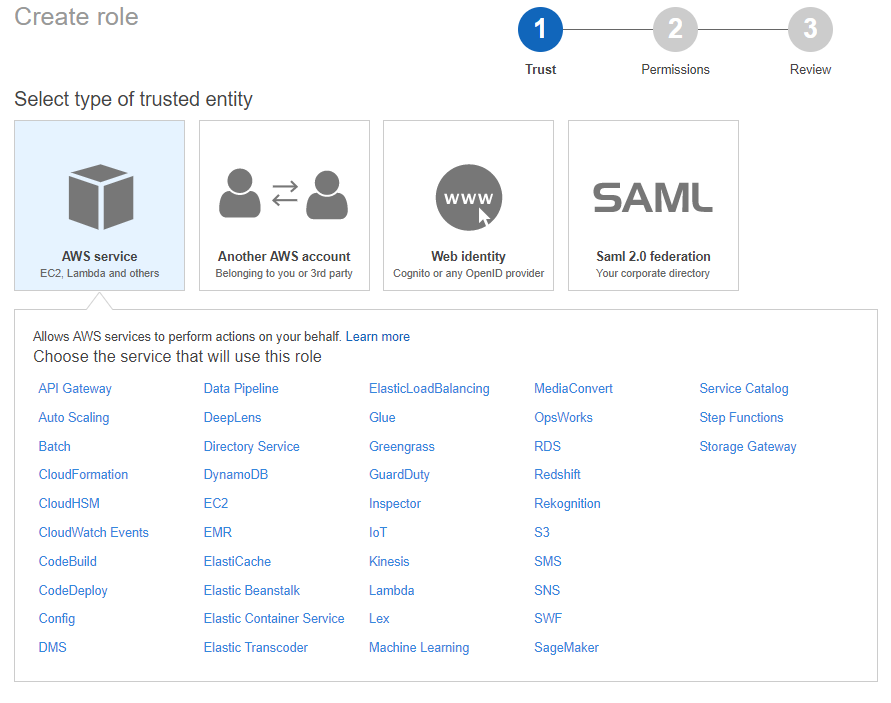 Create role
1 2 3
Trust Permissions Review
Select type of trusted entity
www SAML
AWS service Another AWS account Web identity Saml 2.0 federation
EC2, Lambda and others Belonging to you or 3rd party Cognito or any OpenID provider Your corporate directory
Allows AWS services to perform actions on your behalf. Learn more
Choose the service that will use this role
API Gateway Data Pipeline ElasticLoadBalancing MediaConvert Service Catalog
Auto Scaling DeepLens Glue OpsWorks Step Functions
Batch Directory Service Greengrass RDS Storage Gateway
CloudFormation DynamoDB GuardDuty Redshift
CloudHSM EC2 Inspector Rekognition
CloudWatch Events EMR IoT S3
CodeBuild ElastiCache Kinesis SMS
CodeDeploy Elastic Beanstalk Lambda SNS
Config Elastic Container Service Lex SWF
DMS Elastic Transcoder Machine Learning SageMaker